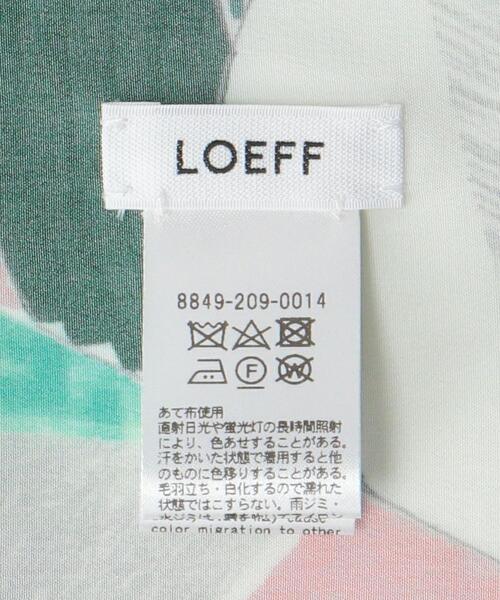 LOEFF
8849-209-0014
F
W
あて布使用
直射日光や蛍光灯の長時間照射
により、色あせすることがある。
汗をかいた状態で着用すると他
のものに色移りすることがある。
毛羽立ち・白化するので濡れた
状態ではこすらない。雨ジミ・
color migration to other